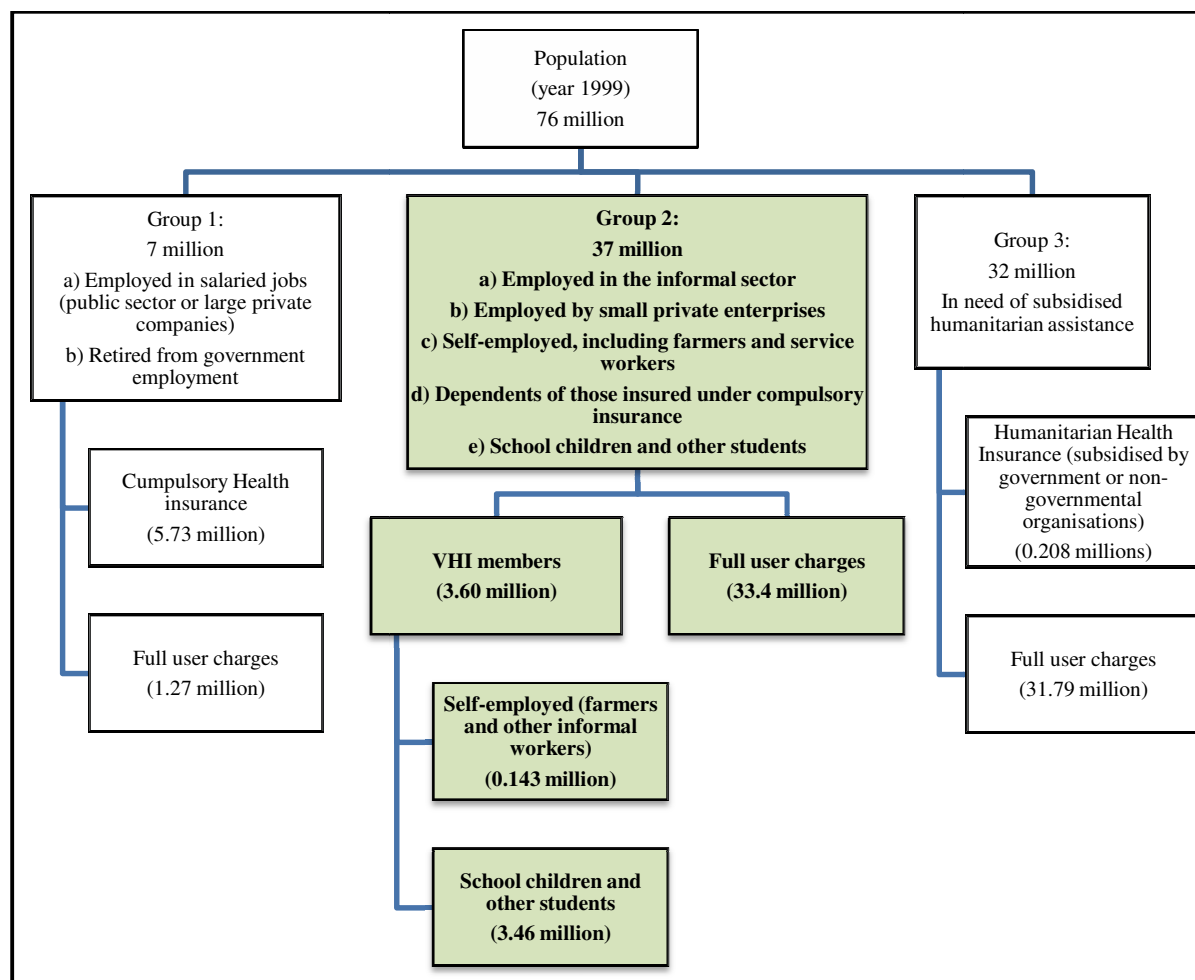 Population
(year 1999)
76 million
Group 1:
7 million
a) Employed in salaried jobs
(public sector or large private
companies)
b) Retired from government
employment
Group 2:
37 million
a) Employed in the informal sector
b) Employed by small private enterprises
c) Self-employed, including farmers and service
workers
d) Dependents of those insured under compulsory
insurance
e) School children and other students
Group 3:
32 million
In need of subsidised
humanitarian assistance
Cumpulsory Health
insurance
(5.73 million)
Full user charges
(1.27 million)
VHI members
(3.60 million)
Full user charges
(33.4 million)
Self-employed (farmers
and other informal
workers)
(0.143 million)
School children and
other students
(3.46 million)
Humanitarian Health
Insurance (subsidised by
government or non-
governmental
organisations)
(0.208 millions)
Full user charges
(31.79 million)